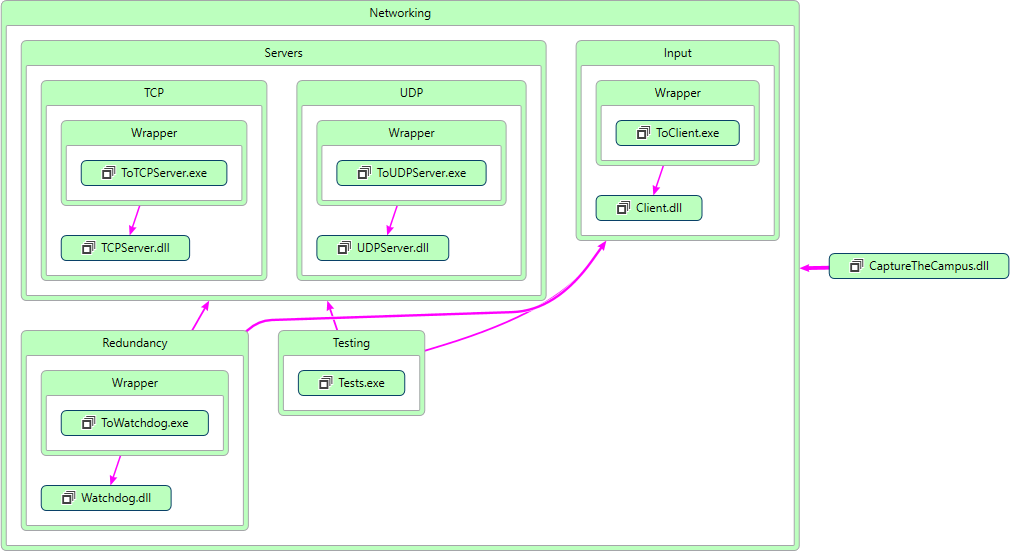 Networking
Servers
Input
TCP
UDP
Wrapper
Wrapper
Wrapper
ToTCPServer.exe
ToUDPServer.exe
ToClient.exe
TCPServer.dll
UDPServer.dll
Client.dll
CaptureTheCampus.dll
Redundancy
Testing
Wrapper
Tests.exe
ToWatchdog.exe
Watchdog.dll